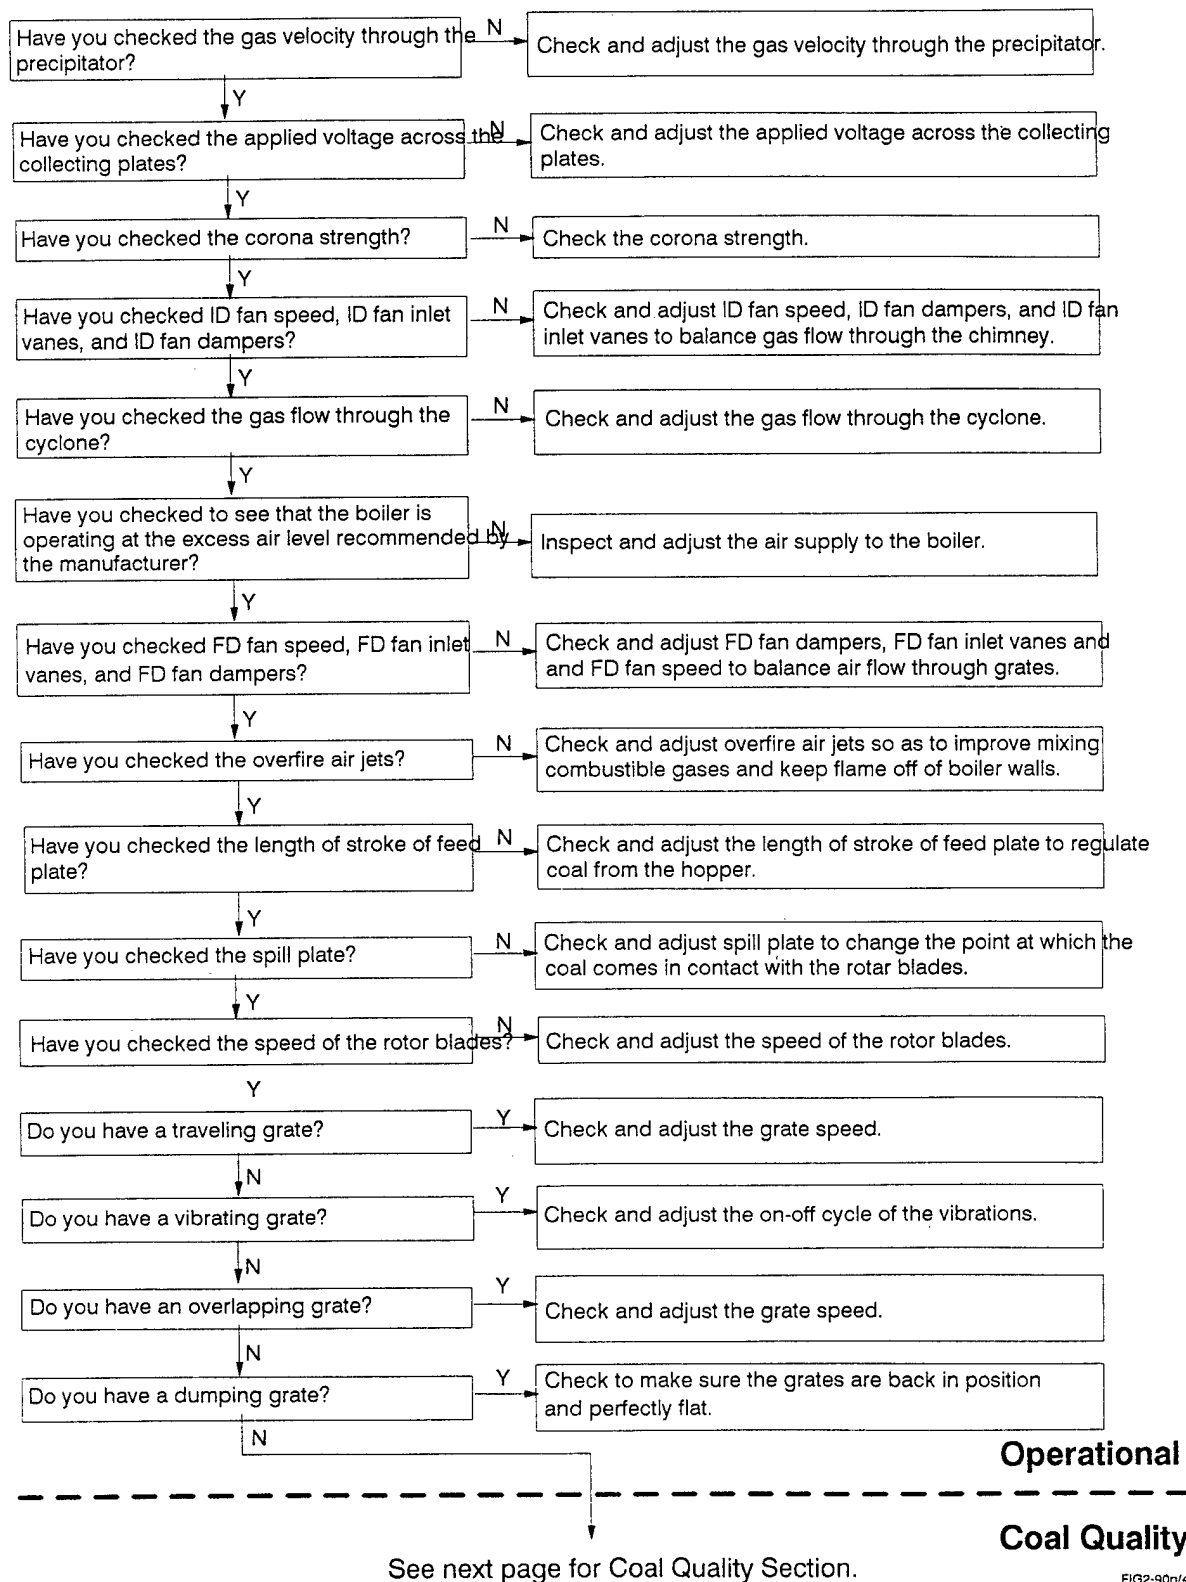 Have you checked the gas velocity through the
precipitator?
N
Check and adjust the gas velocity through the precipitator.
Y
Have you checked the applied voltage across the
collecting plates?
N
Check and adjust the applied voltage across the collecting
plates.
Y
Have you checked the corona strength?
N
Check the corona strength.
Y
Have you checked ID fan speed, ID fan inlet
vanes, and ID fan dampers?
N
Check and adjust ID fan speed, ID fan dampers, and ID fan
inlet vanes to balance gas flow through the chimney.
Y
Have you checked the gas flow through the
cyclone?
N
Check and adjust the gas flow through the cyclone.
Y
Have you checked to see that the boiler is
operating at the excess air level recommended by
the manufacturer?
N
Inspect and adjust the air supply to the boiler.
Y
Have you checked FD fan speed, FD fan inlet
vanes, and FD fan dampers?
N
Check and adjust FD fan dampers, FD fan inlet vanes and
and FD fan speed to balance air flow through grates.
Y
Have you checked the overfire air jets?
N
Check and adjust overfire air jets so as to improve mixing
combustible gases and keep flame off of boiler walls.
Y
Have you checked the length of stroke of feed
plate?
N
Check and adjust the length of stroke of feed plate to regulate
coal from the hopper.
Y
Have you checked the spill plate?
N
Check and adjust spill plate to change the point at which the
coal comes in contact with the rotar blades.
Y
Have you checked the speed of the rotor blades?
N
Check and adjust the speed of the rotor blades.
Y
Do you have a traveling grate?
Y
Check and adjust the grate speed.
N
Do you have a vibrating grate?
Y
Check and adjust the on-off cycle of the vibrations.
N
Do you have an overlapping grate?
Y
Check and adjust the grate speed.
N
Do you have a dumping grate?
Y
Check to make sure the grates are back in position
and perfectly flat.
N
Operational
Coal Quality
See next page for Coal Quality Section.